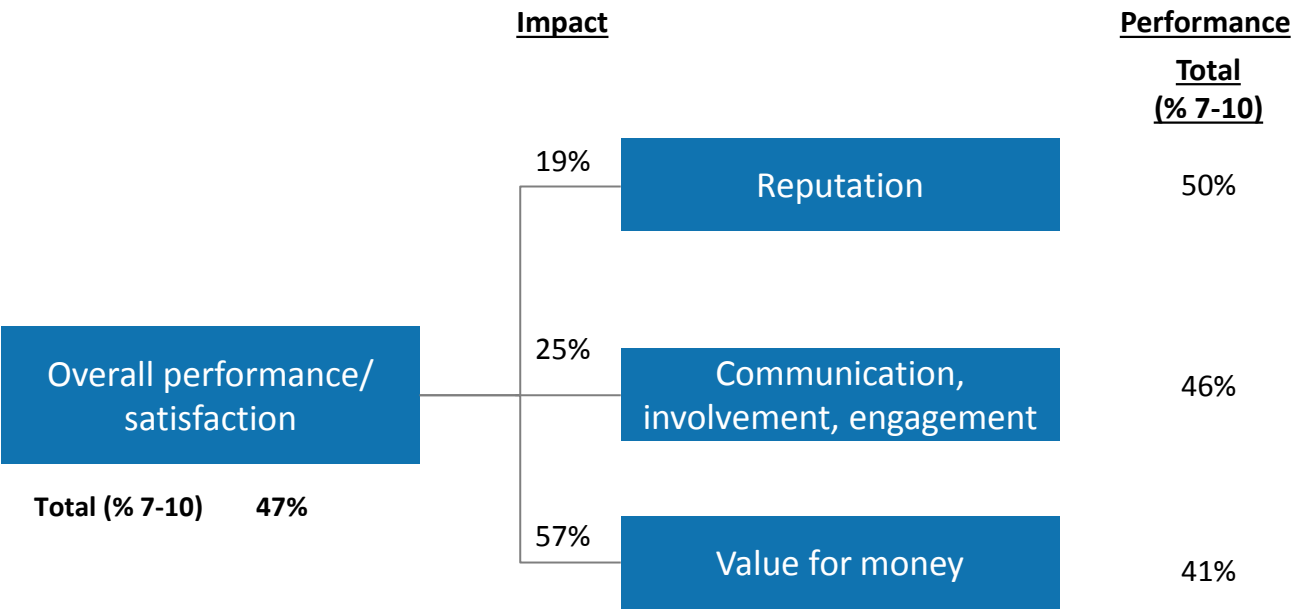 Impact
Performance
Total
(% 7-10)
19%
Reputation
50%
Overall performance/
satisfaction
25%
Communication,
involvement, engagement
46%
Total (% 7-10) 47%
57%
Value for money
41%